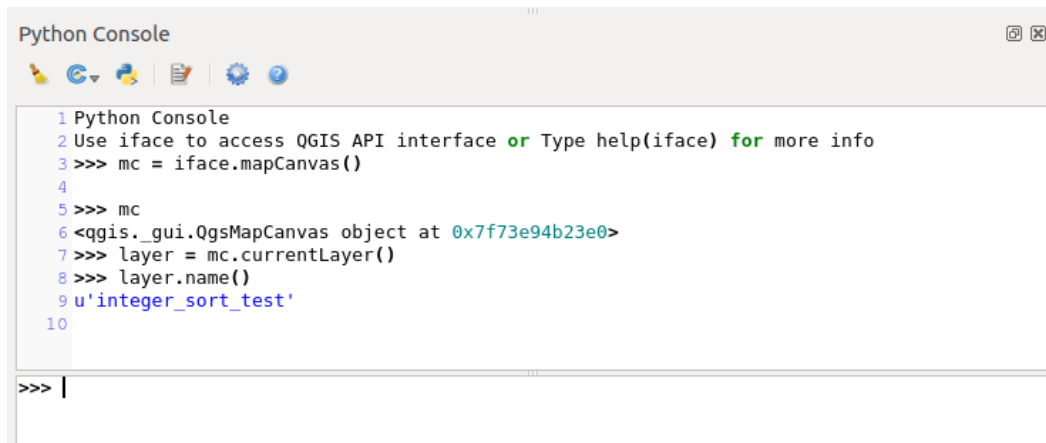 Python Console
1 Python Console
2 Use iface to access QGIS API interface or Type help(iface) for more info
3 >>> mc = iface.mapCanvas()
4
5 >>> mc
6 <qgis._gui.QgsMapCanvas object at 0x7f73e94b23e0>
7 >>> layer = mc.currentLayer()
8 >>> layer.name()
9 u'integer_sort_test'
10
>>>